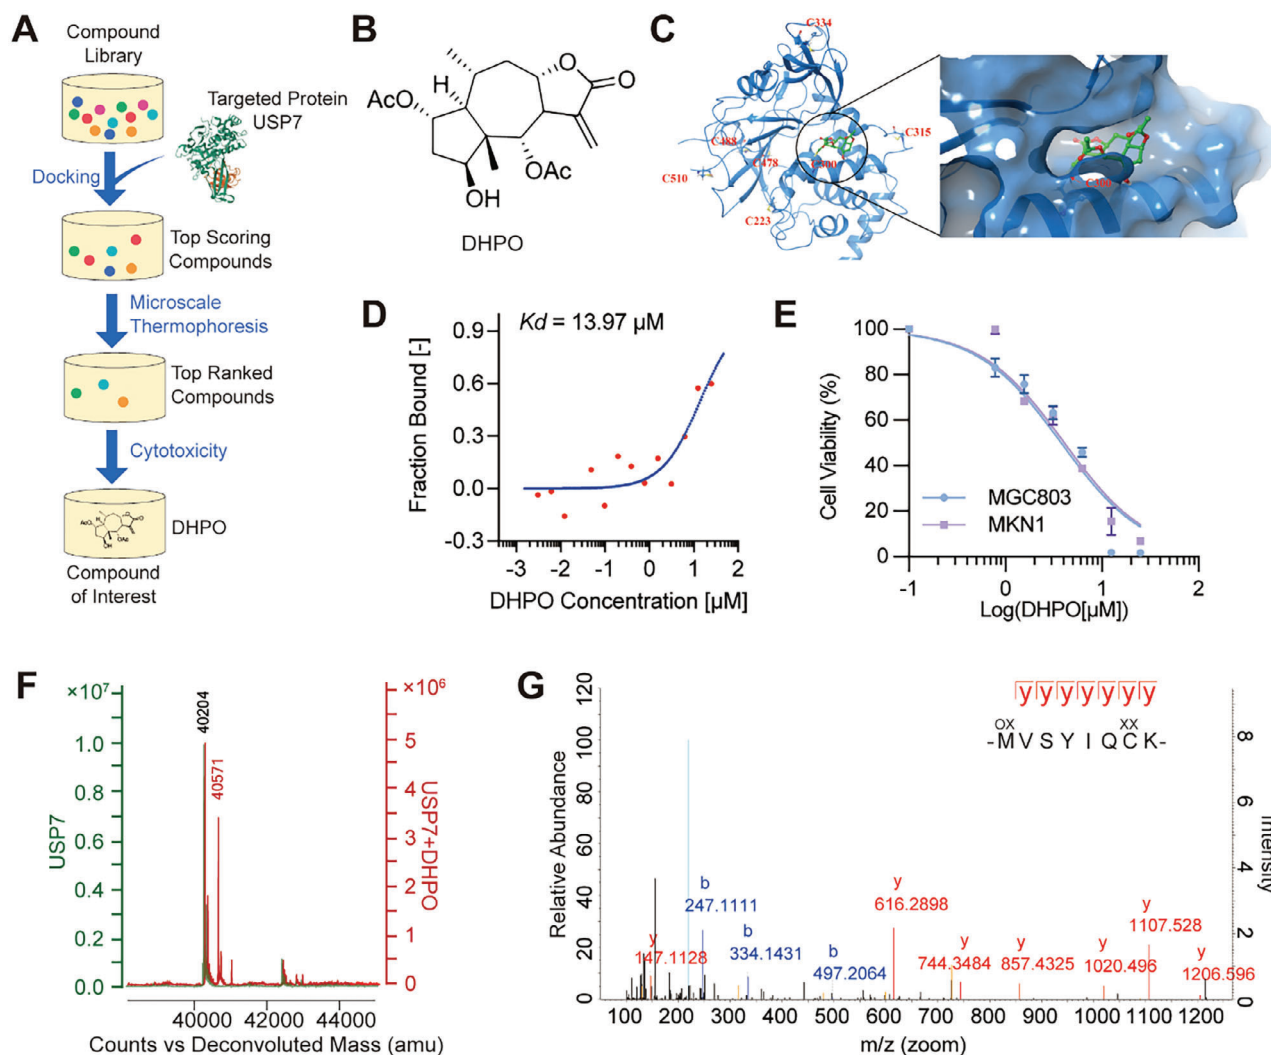 A
Compound
Library
Targeted Protein
USP7
Docking
Top Scoring
Compounds
Microscale
Thermophoresis
Top Ranked
Compounds
Cytotoxicity
AcO
H
O
O
OAc
OH
DHPO
Compound
of Interest
B
O
O
H
AcO
OAc
OH
DHPO
C
C334
C315
C488
C478
C300
C510
C223
C300
D
Kd = 13.97 µM
Fraction Bound [-]
0.9
0.6
0.3
0.0
-0.3
-3 -2 -1 0 1 2
DHPO Concentration [µM]
E
Cell Viability (%)
100
80
60
40
20
0
MGC803
MKN1
-1 0 1 2
Log(DHPO[µM])
F
×10⁷
×10⁶
40204
40571
USP7
1.0
0.8
0.6
0.4
0.2
0.0
USP7+DHPO
6
5
4
3
2
1
0
40000 42000 44000
Counts vs Deconvoluted Mass (amu)
G
Relative Abundance
120
100
80
60
40
20
0
y y y y y y y
OX XX
-M V S Y I Q C K-
b
247.1111
b
334.1431
b
497.2064
y
147.1128
y
616.2898
y
744.3484
y
857.4325
y
1020.496
y
1107.528
y
1206.596
8
6
4
2
0
Intensity
100 200 300 400 500 600 700 800 900 1000 1100 1200
m/z (zoom)